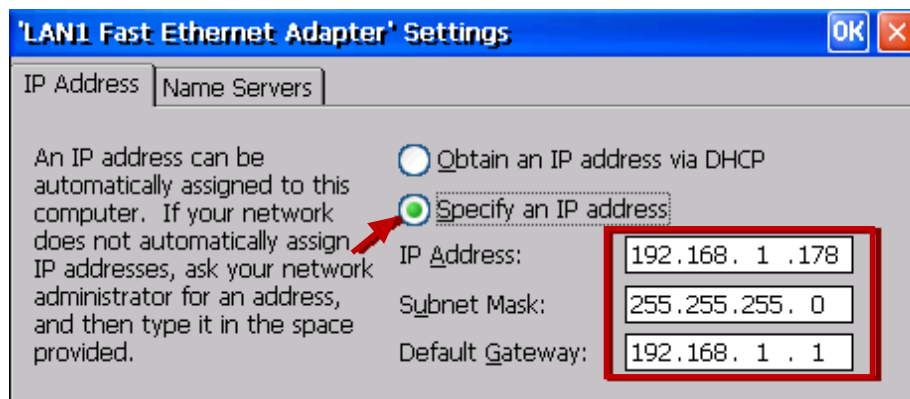 'LAN1 Fast Ethernet Adapter' Settings
OK
IP Address
Name Servers
An IP address can be
automatically assigned to this
computer. If your network
does not automatically assign
IP addresses, ask your network
administrator for an address,
and then type it in the space
provided.
Obtain an IP address via DHCP
Specify an IP address
IP Address: 192.168. 1 .178
Subnet Mask: 255.255.255. 0
Default Gateway: 192.168. 1 . 1